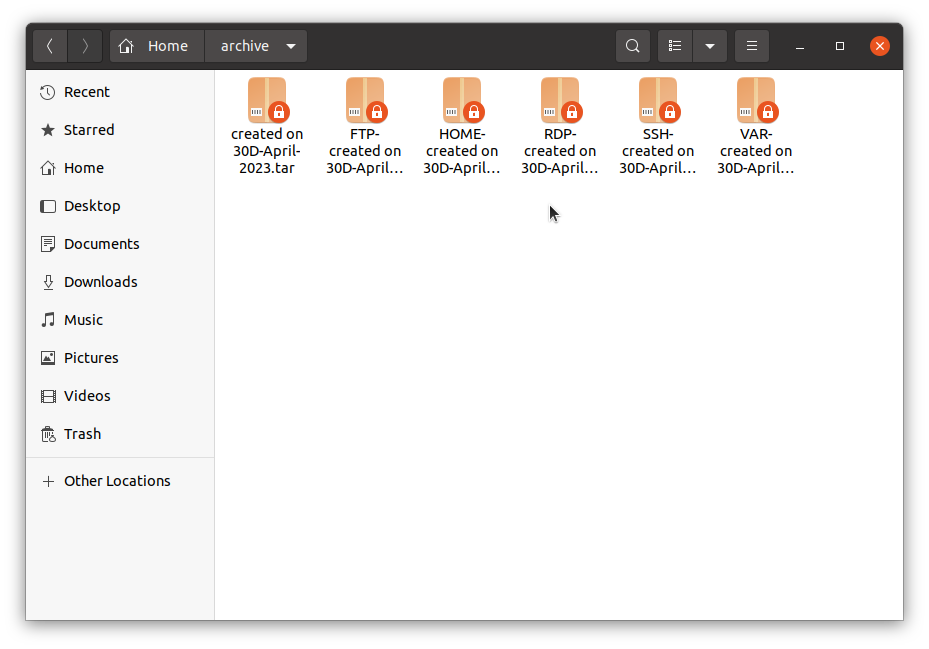 Home
archive
Recent
Starred
Home
Desktop
Documents
Downloads
Music
Pictures
Videos
Trash
Other Locations
created on
30D-April-
2023.tar
FTP-
created on
30D-April…
HOME-
created on
30D-April…
RDP-
created on
30D-April…
SSH-
created on
30D-April…
VAR-
created on
30D-April…